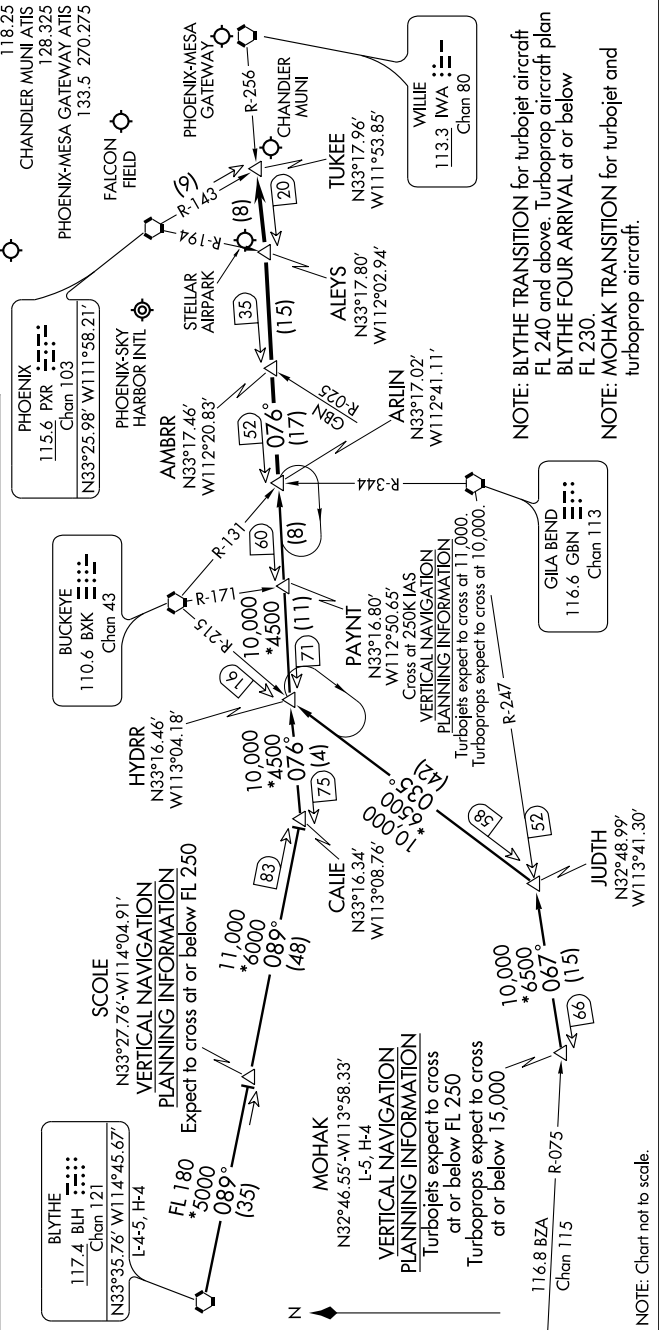 118.25
CHANDLER MUNI ATIS
128.325
PHOENIX-MESA GATEWAY ATIS
133.5 270.275
FALCON
FIELD
PHOENIX-MESA
GATEWAY
CHANDLER
MUNI
R-256
WILLIE
113.3 IWA
Chan 80
TUKEE
N33°17.96'
W111°53.85'
(9)
R-143
R-194
(8)
20
PHOENIX
115.6 PXR
Chan 103
N33°25.98' W111°58.21'
PHOENIX-SKY
HARBOR INTL
STELLAR
AIRPARK
ALEYS
N33°17.80'
W112°02.94'
35
(15)
AMBRR
N33°17.46'
W112°20.83'
GBN
R-025
52
076°
(17)
ARLIN
N33°17.02'
W112°41.11'
BUCKEYE
110.6 BXK
Chan 43
R-131
R-171
R-215
R-344
60
(8)
10,000
*4500
(11)
71
16
PAYNT
N33°16.80'
W112°50.65'
Cross at 250K IAS
VERTICAL NAVIGATION
PLANNING INFORMATION
Turbojets expect to cross at 11,000.
Turboprops expect to cross at 10,000.
GILA BEND
116.6 GBN
Chan 113
R-247
HYDRR
N33°16.46'
W113°04.18'
10,000
*4500
076°
(4)
75
CALIE
N33°16.34'
W113°08.76'
83
11,000
*6000
089°
(48)
10,000
*6500
035°
(42)
58
52
JUDTH
N32°48.99'
W113°41.30'
SCOLE
N33°27.76'-W114°04.91'
VERTICAL NAVIGATION
PLANNING INFORMATION
Expect to cross at or below FL 250
10,000
*6500
067°
(15)
66
MOHAK
N32°46.55'-W113°58.33'
L-5, H-4
VERTICAL NAVIGATION
PLANNING INFORMATION
Turbojets expect to cross
at or below FL 250
Turboprops expect to cross
at or below 15,000
BLYTHE
117.4 BLH
Chan 121
N33°35.76' W114°45.67'
L-4-5, H-4
FL 180
*5000
089°
(35)
R-075
116.8 BZA
Chan 115
N
NOTE: BLYTHE TRANSITION for turbojet aircraft
FL 240 and above. Turboprop aircraft plan
BLYTHE FOUR ARRIVAL at or below
FL 230.
NOTE: MOHAK TRANSITION for turbojet and
turboprop aircraft.
NOTE: Chart not to scale.